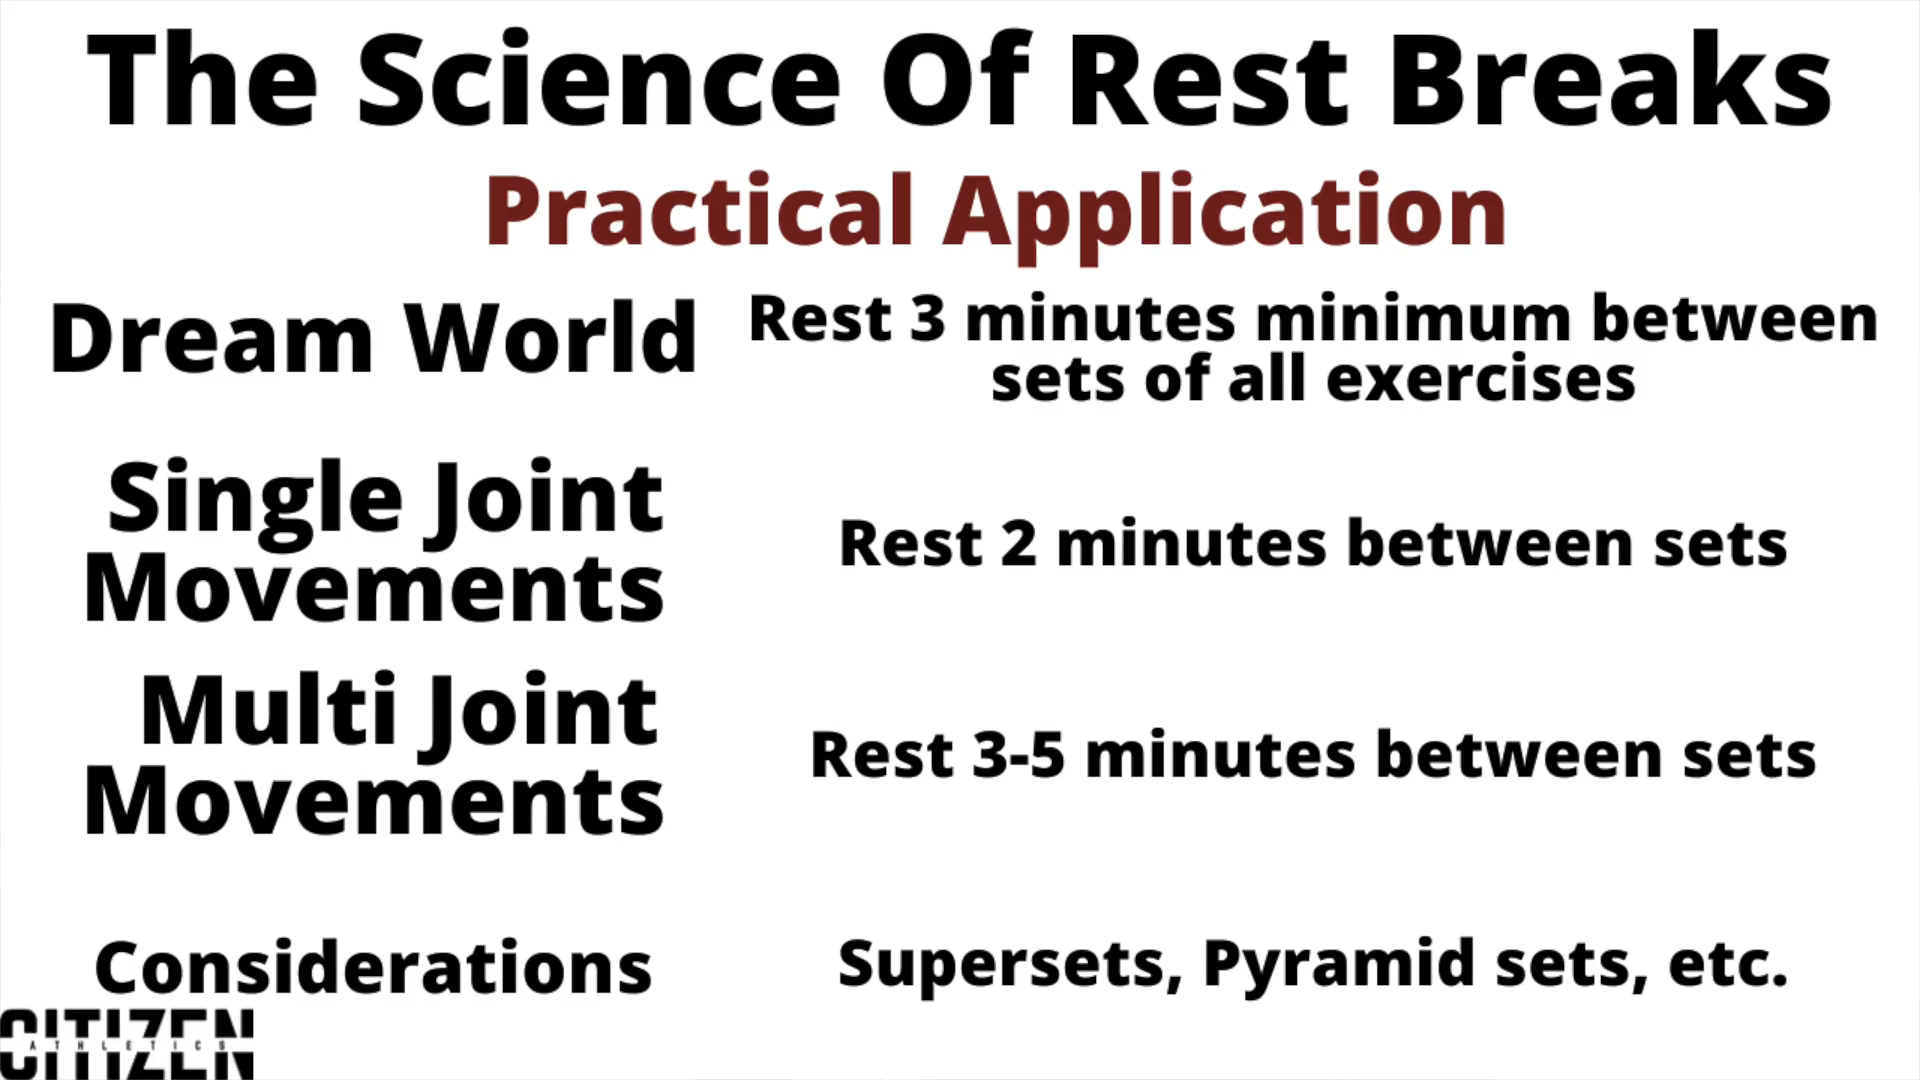 The Science Of Rest Breaks
Practical Application
Dream World
Rest 3 minutes minimum between
sets of all exercises
Single Joint
Movements
Rest 2 minutes between sets
Multi Joint
Movements
Rest 3-5 minutes between sets
Considerations
Supersets, Pyramid sets, etc.
CITIZEN
ATHLETICS